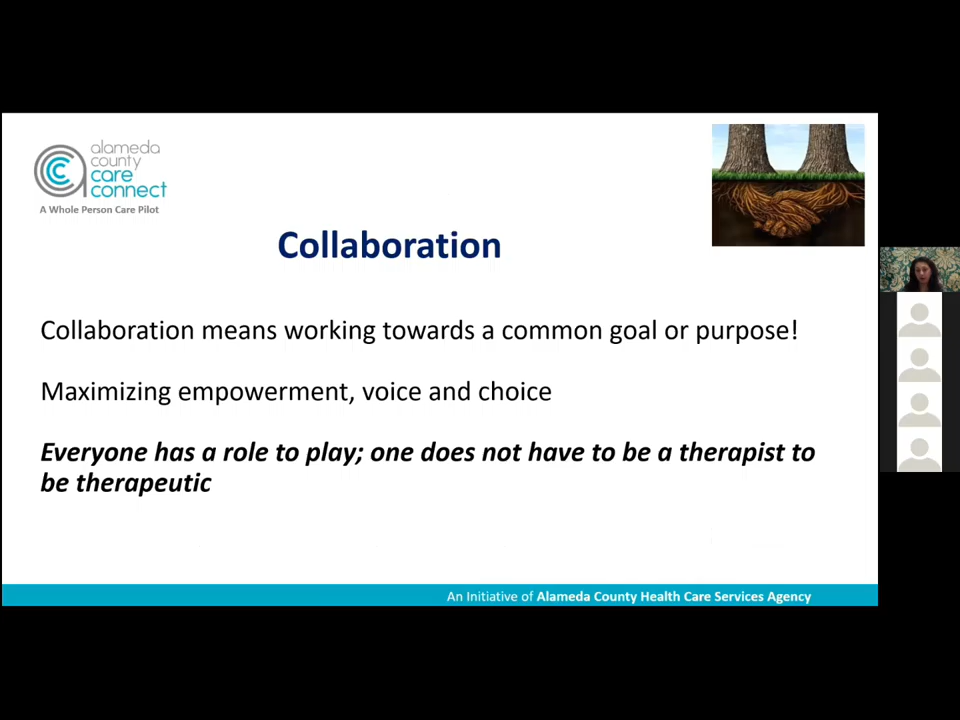 alameda
county
care
connect
A Whole Person Care Pilot
Collaboration
Collaboration means working towards a common goal or purpose!
Maximizing empowerment, voice and choice
Everyone has a role to play; one does not have to be a therapist to
be therapeutic
An Initiative of Alameda County Health Care Services Agency